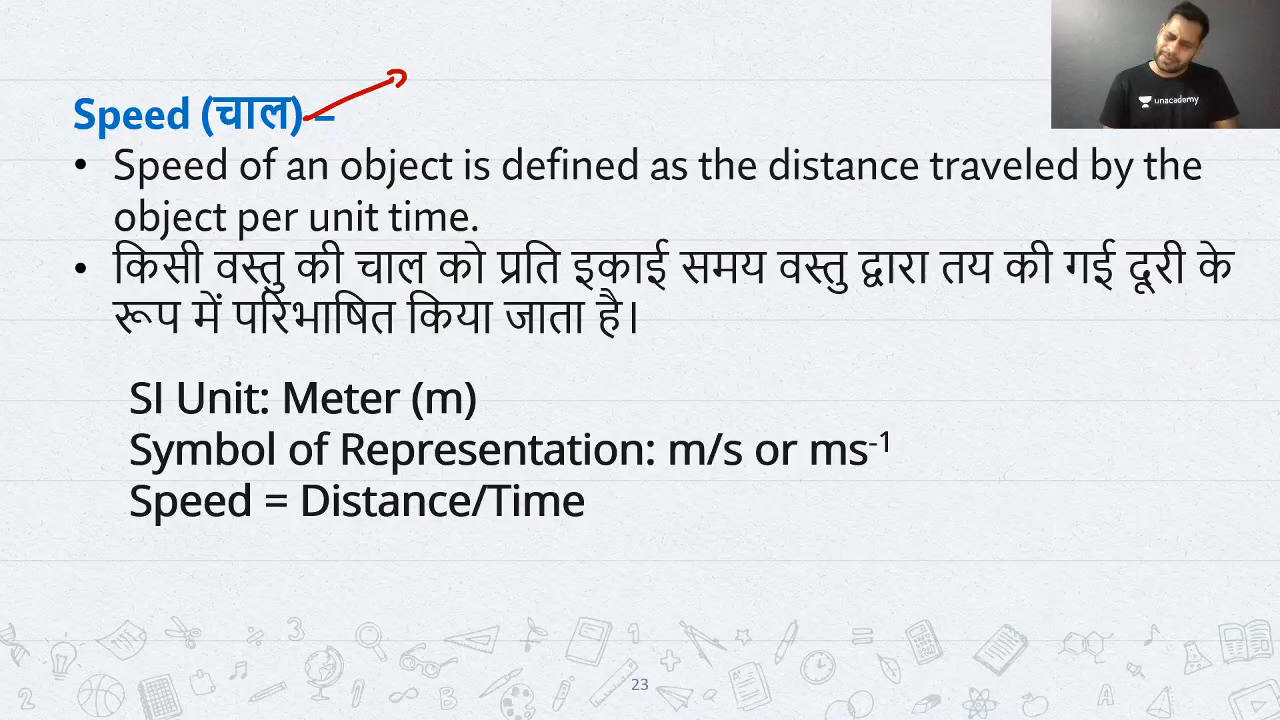 Speed (चाल) –
• Speed of an object is defined as the distance traveled by the
object per unit time.
• किसी वस्तु की चाल को प्रति इकाई समय वस्तु द्वारा तय की गई दूरी के
रूप में परिभाषित किया जाता है।
SI Unit: Meter (m)
Symbol of Representation: m/s or ms⁻¹
Speed = Distance/Time
unacademy
23